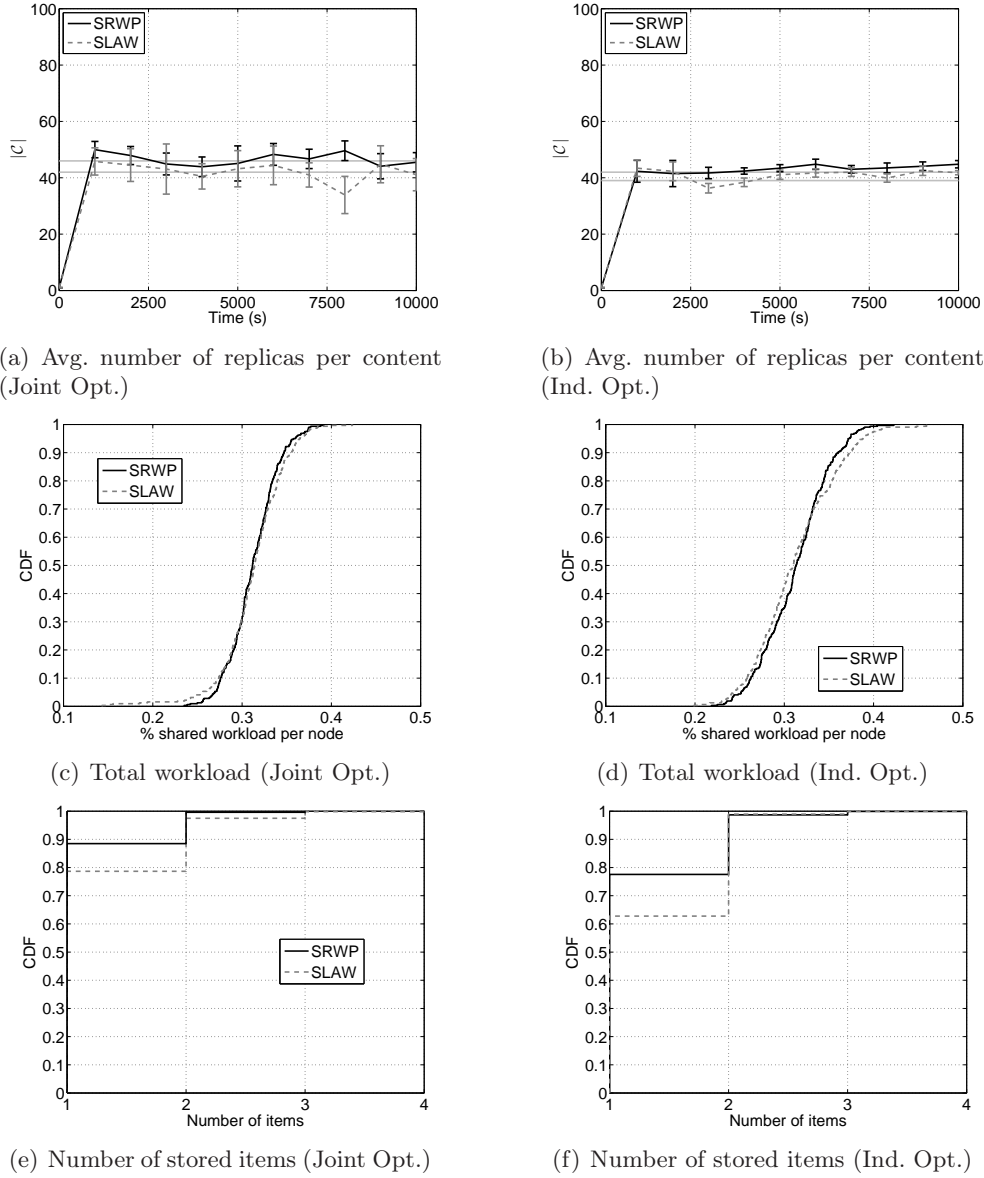 100
80
60
40
20
0
|C|
SRWP
SLAW
0 2500 5000 7500 10000
Time (s)
(a) Avg. number of replicas per content
(Joint Opt.)
100
80
60
40
20
0
|C|
SRWP
SLAW
0 2500 5000 7500 10000
Time (s)
(b) Avg. number of replicas per content
(Ind. Opt.)
1
0.9
0.8
0.7
0.6
0.5
0.4
0.3
0.2
0.1
0
CDF
SRWP
SLAW
0.1 0.2 0.3 0.4 0.5
% shared workload per node
(c) Total workload (Joint Opt.)
1
0.9
0.8
0.7
0.6
0.5
0.4
0.3
0.2
0.1
0
CDF
SRWP
SLAW
0.1 0.2 0.3 0.4 0.5
% shared workload per node
(d) Total workload (Ind. Opt.)
1
0.9
0.8
0.7
0.6
0.5
0.4
0.3
0.2
0.1
0
CDF
SRWP
SLAW
1 2 3 4
Number of items
(e) Number of stored items (Joint Opt.)
1
0.9
0.8
0.7
0.6
0.5
0.4
0.3
0.2
0.1
0
CDF
1 2 3 4
Number of items
(f) Number of stored items (Ind. Opt.)